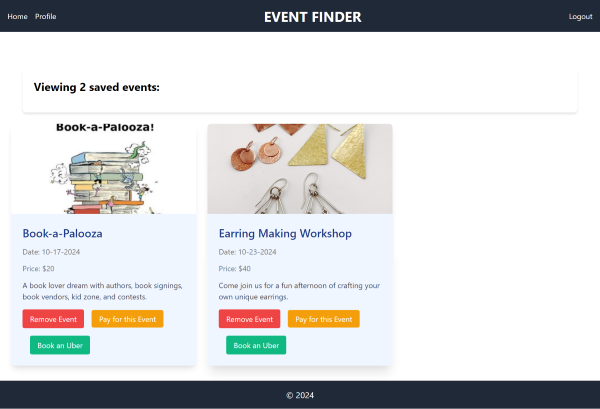 Home Profile EVENT FINDER Logout
Viewing 2 saved events:
Book-a-Palooza!
Book-a-Palooza
Date: 10-17-2024
Price: $20
A book lover dream with authors, book signings,
book vendors, kid zone, and contests.
Remove Event Pay for this Event
Book an Uber
Earring Making Workshop
Date: 10-23-2024
Price: $40
Come join us for a fun afternoon of crafting your
own unique earrings.
Remove Event Pay for this Event
Book an Uber
© 2024